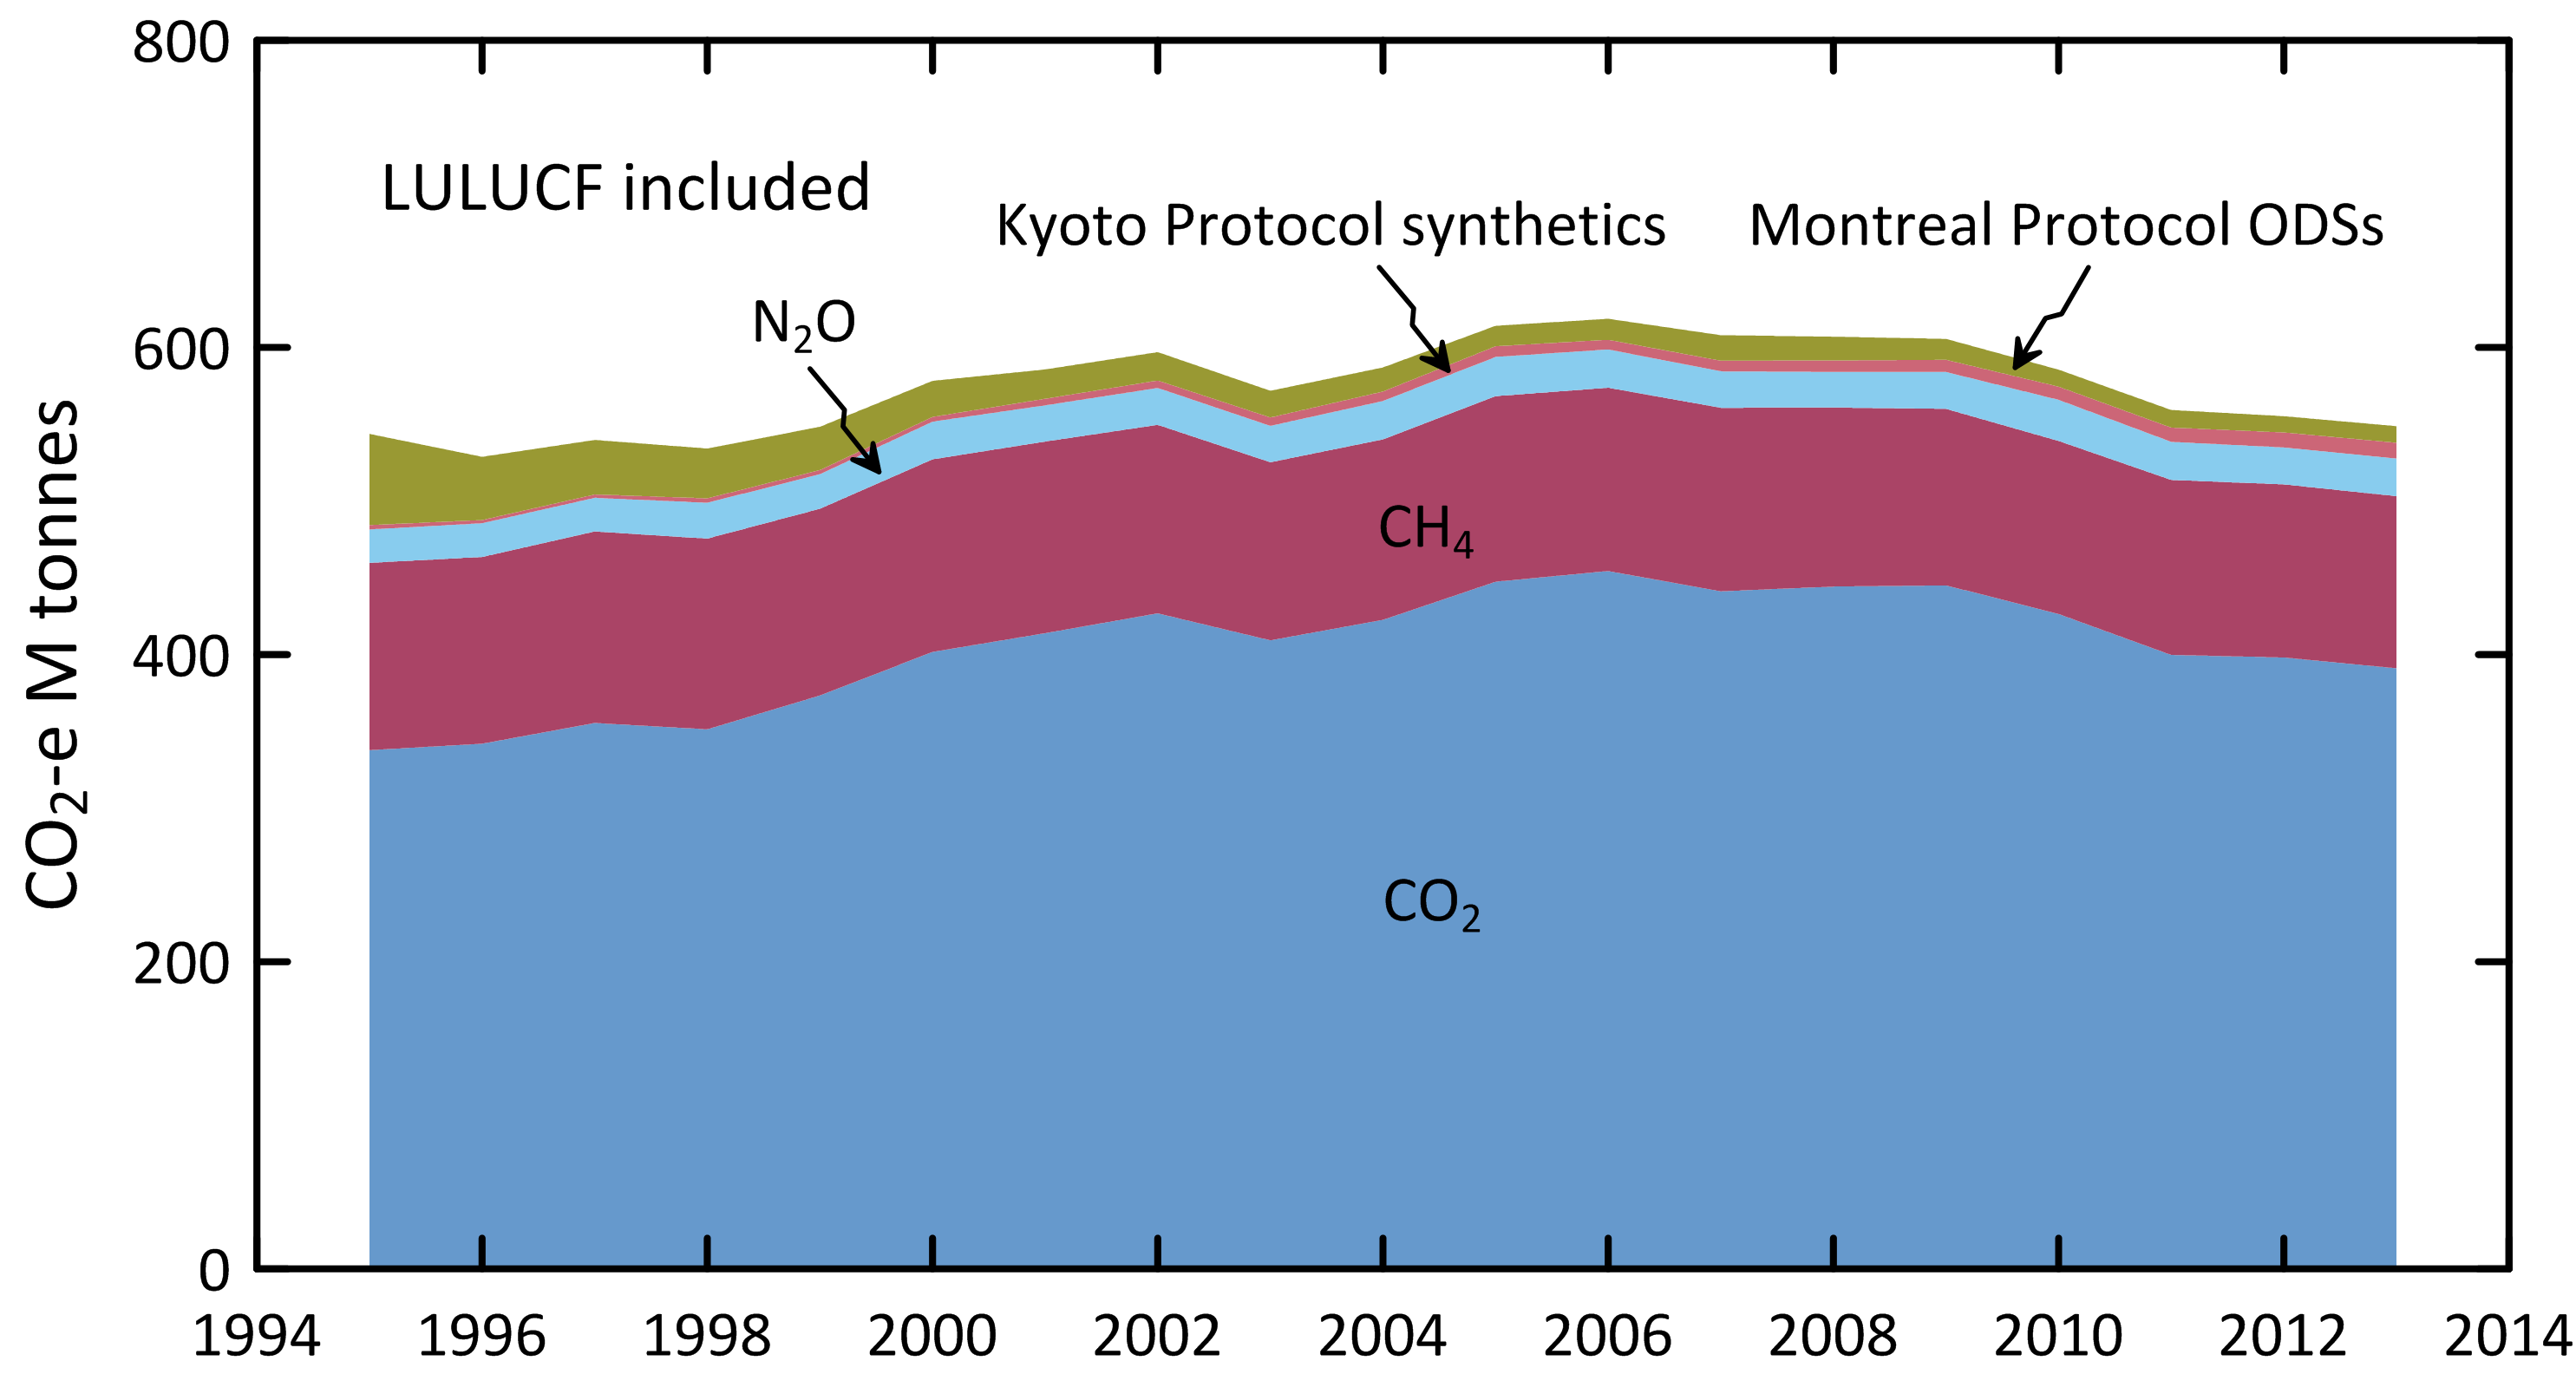 800
LULUCF included
Kyoto Protocol synthetics
Montreal Protocol ODSs
N₂O
600
CH₄
CO₂-e M tonnes
400
CO₂
200
0
1994 1996 1998 2000 2002 2004 2006 2008 2010 2012 2014